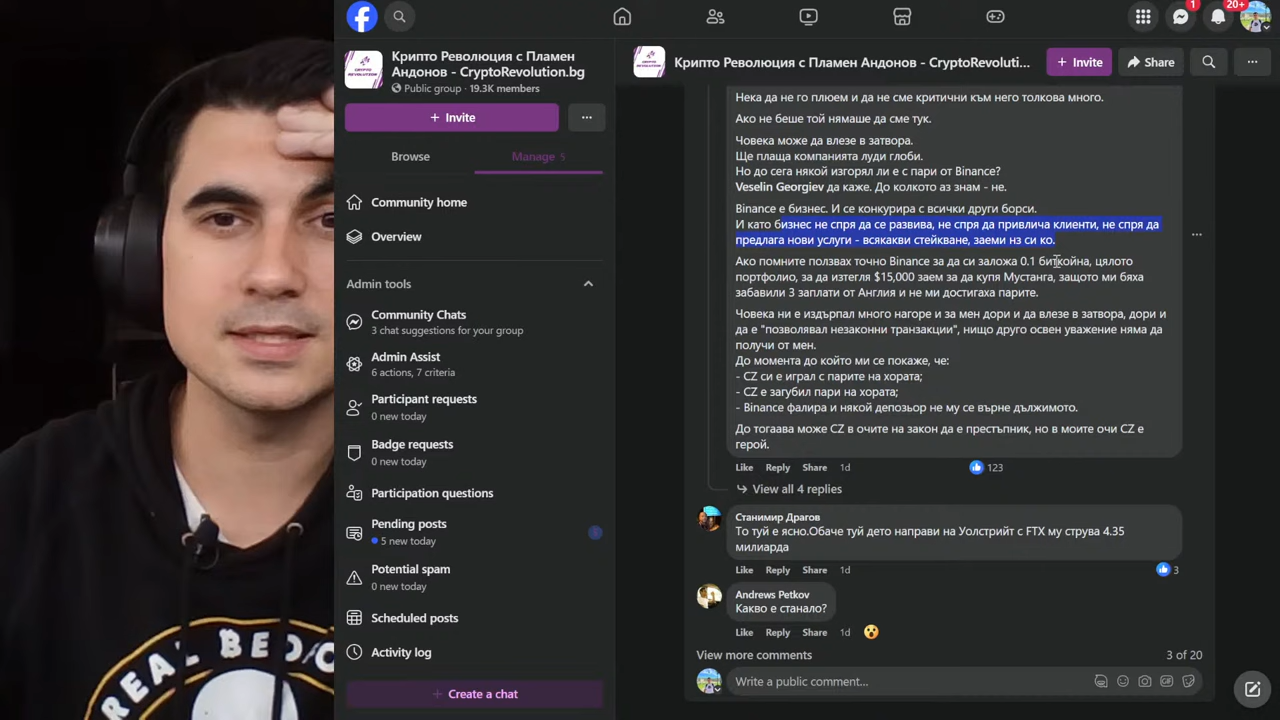 Крипто Революция с Пламен
Андонов - CryptoRevolution.bg
Public group · 19.3K members
+ Invite
...
Browse
Manage 5
Community home
Overview
Admin tools
Community Chats
3 chat suggestions for your group
Admin Assist
6 actions, 7 criteria
Participant requests
0 new today
Badge requests
0 new today
Participation questions
Pending posts
5 new today
Potential spam
0 new today
Scheduled posts
Activity log
+ Create a chat
1
20+
CRYPTO REVOLUTION
Крипто Революция с Пламен Андонов - CryptoRevoluti...
+ Invite
Share
...
Нека да не го плюем и да не сме критични към него толкова много.
Ако не беше той нямаше да сме тук.
Човека може да влезе в затвора.
Ще плаща компанията луди глоби.
Но до сега някой изгорял ли е с пари от Binance?
Veselin Georgiev да каже. До колкото аз знам - не.
Binance е бизнес. И се конкурира с всички други борси.
И като бизнес не спря да се развива, не спря да привлича клиенти, не спря да
предлага нови услуги - всякакви стейкване, заеми нз си ко.
Ако помните ползвах точно Binance за да си заложа 0.1 биткойна, цялото
портфолио, за да изтегля $15,000 заем за да купя Мустанга, защото ми бяха
забавили 3 заплати от Англия и не ми достигаха парите.
Човека ни е издърпал много нагоре и за мен дори и да влезе в затвора, дори и
да е "позволявал незаконни транзакции", нищо друго освен уважение няма да
получи от мен.
До момента до който ми се покаже, че:
- CZ си е играл с парите на хората;
- CZ е загубил пари на хората;
- Binance фалира и някой депозьор не му се върне дължимото.
До тогаава може CZ в очите на закон да е престъпник, но в моите очи CZ е
герой.
Like Reply Share 1d 123
View all 4 replies
Станимир Драгов
То туй е ясно.Обаче туй дето направи на Уолстрийт с FTX му струва 4.35
милиарда
Like Reply Share 1d 3
Andrews Petkov
Какво е станало?
Like Reply Share 1d
View more comments 3 of 20
Write a public comment...
REAL BEDFO